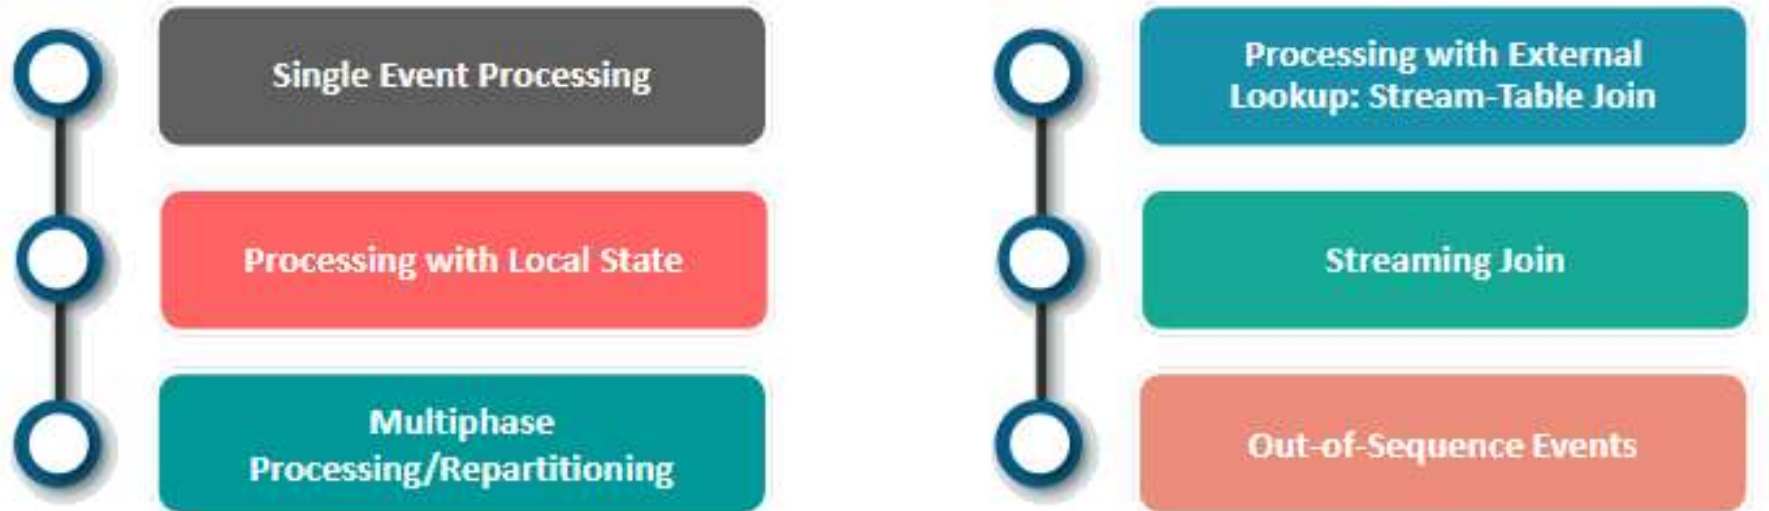 Single Event Processing
Processing with Local State
Multiphase
Processing/Repartitioning
Processing with External
Lookup: Stream-Table Join
Streaming Join
Out-of-Sequence Events